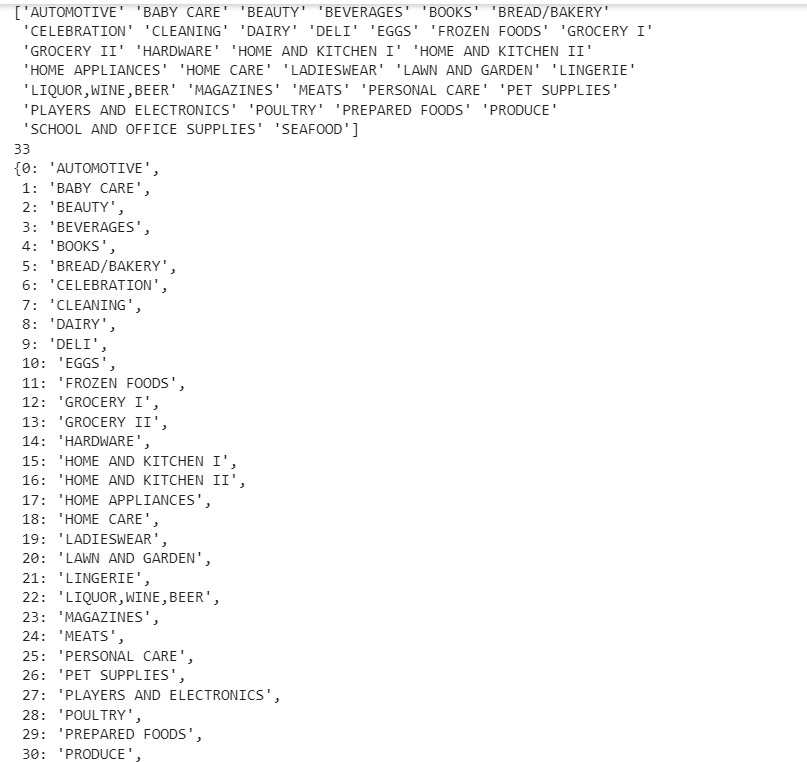 ['AUTOMOTIVE' 'BABY CARE' 'BEAUTY' 'BEVERAGES' 'BOOKS' 'BREAD/BAKERY'
'CELEBRATION' 'CLEANING' 'DAIRY' 'DELI' 'EGGS' 'FROZEN FOODS' 'GROCERY I'
'GROCERY II' 'HARDWARE' 'HOME AND KITCHEN I' 'HOME AND KITCHEN II'
'HOME APPLIANCES' 'HOME CARE' 'LADIESWEAR' 'LAWN AND GARDEN' 'LINGERIE'
'LIQUOR,WINE,BEER' 'MAGAZINES' 'MEATS' 'PERSONAL CARE' 'PET SUPPLIES'
'PLAYERS AND ELECTRONICS' 'POULTRY' 'PREPARED FOODS' 'PRODUCE'
'SCHOOL AND OFFICE SUPPLIES' 'SEAFOOD']
33
{0: 'AUTOMOTIVE',
1: 'BABY CARE',
2: 'BEAUTY',
3: 'BEVERAGES',
4: 'BOOKS',
5: 'BREAD/BAKERY',
6: 'CELEBRATION',
7: 'CLEANING',
8: 'DAIRY',
9: 'DELI',
10: 'EGGS',
11: 'FROZEN FOODS',
12: 'GROCERY I',
13: 'GROCERY II',
14: 'HARDWARE',
15: 'HOME AND KITCHEN I',
16: 'HOME AND KITCHEN II',
17: 'HOME APPLIANCES',
18: 'HOME CARE',
19: 'LADIESWEAR',
20: 'LAWN AND GARDEN',
21: 'LINGERIE',
22: 'LIQUOR,WINE,BEER',
23: 'MAGAZINES',
24: 'MEATS',
25: 'PERSONAL CARE',
26: 'PET SUPPLIES',
27: 'PLAYERS AND ELECTRONICS',
28: 'POULTRY',
29: 'PREPARED FOODS',
30: 'PRODUCE',